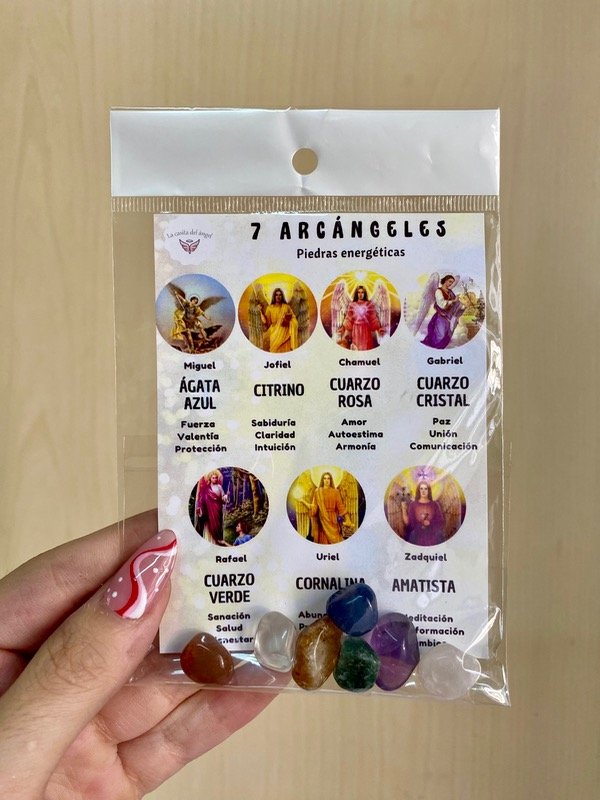 La casita del ángel
7 ARCÁNGELES
Piedras energéticas
Miguel
ÁGATA
AZUL
Fuerza
Valentía
Protección
Jofiel
CITRINO
Sabiduría
Claridad
Intuición
Chamuel
CUARZO
ROSA
Amor
Autoestima
Armonía
Gabriel
CUARZO
CRISTAL
Paz
Unión
Comunicación
Rafael
CUARZO
VERDE
Sanación
Salud
Uriel
CORNALINA
Zadquiel
AMATISTA